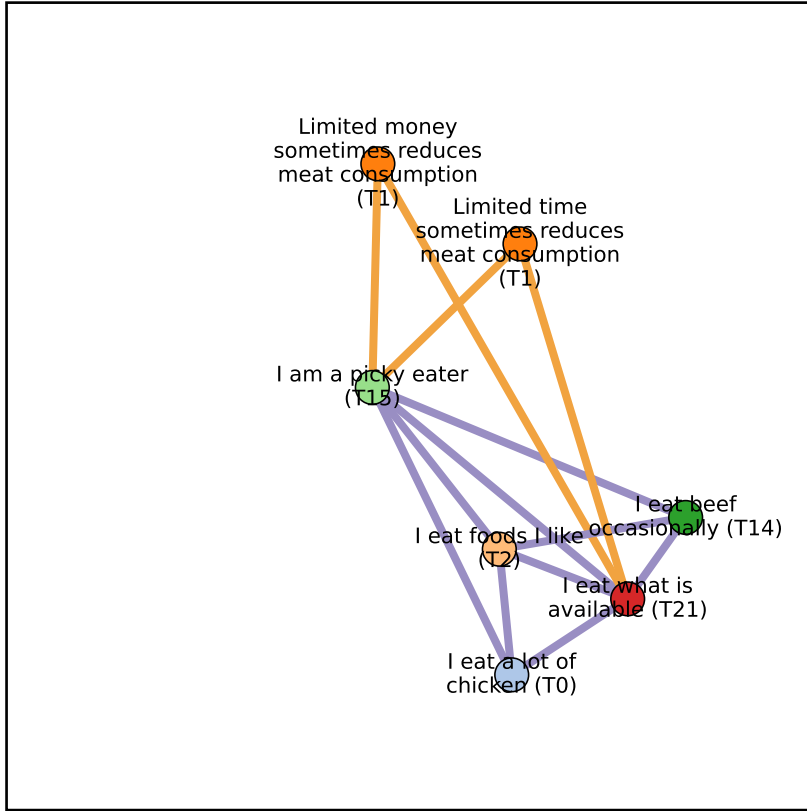 Limited money
sometimes reduces
meat consumption
(T1)
Limited time
sometimes reduces
meat consumption
(T1)
I am a picky eater
(T15)
I eat beef
occasionally (T14)
I eat foods I like
(T2)
I eat what is
available (T21)
I eat a lot of
chicken (T0)